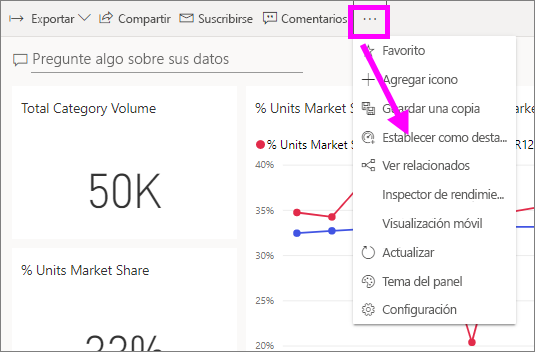 Exportar Compartir Suscribirse Comentarios ...
Pregunte algo sobre sus datos
Favorito
Agregar icono
Guardar una copia
Establecer como desta...
Ver relacionados
Inspector de rendimie...
Visualización móvil
Actualizar
Tema del panel
Configuración
Total Category Volume
50K
% Units Market Share
% Units Market Sh
% Units Market S
R12
40%
35%
30%
25%
20%